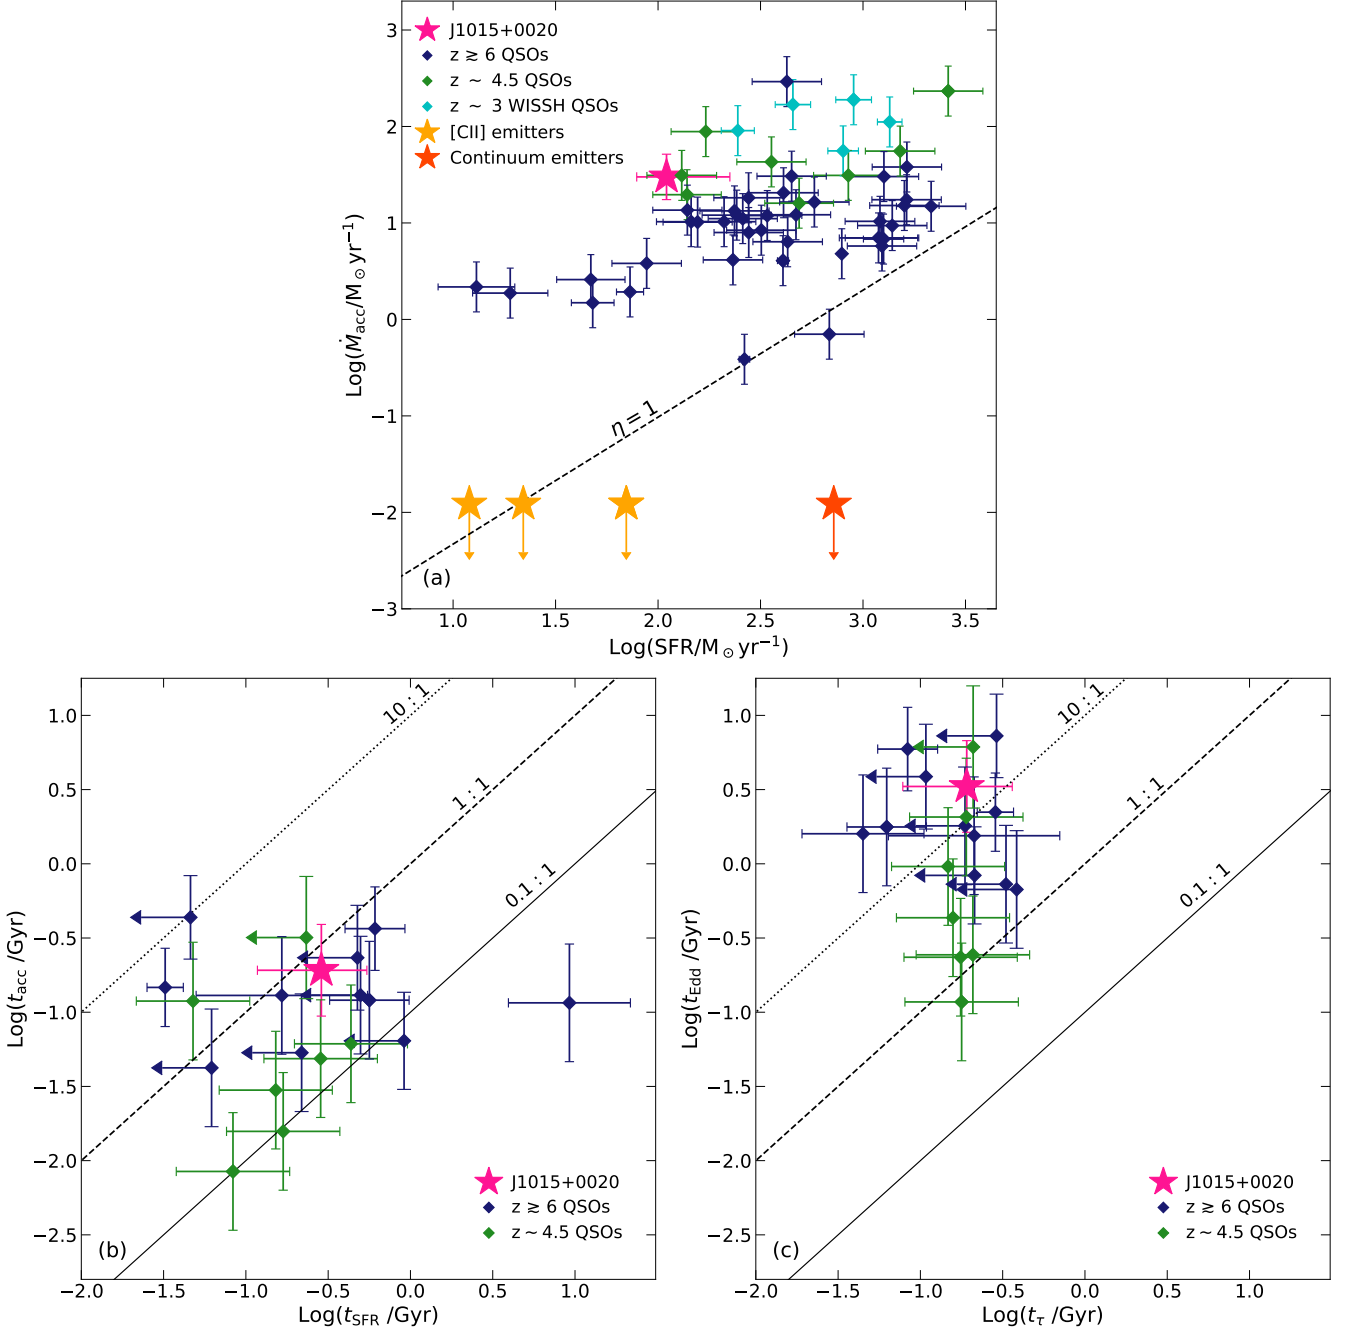 3
2
1
0
−1
−2
−3
Log(Ṁacc/M⊙yr⁻¹)
J1015+0020
z ≳ 6 QSOs
z ∼ 4.5 QSOs
z ∼ 3 WISSH QSOs
[CII] emitters
Continuum emitters
η = 1
(a)
1.0 1.5 2.0 2.5 3.0 3.5
Log(SFR/M⊙yr⁻¹)
1.0
0.5
0.0
−0.5
−1.0
−1.5
−2.0
−2.5
Log(tacc /Gyr)
10 : 1
1 : 1
0.1 : 1
J1015+0020
z ≳ 6 QSOs
z ∼ 4.5 QSOs
(b)
−2.0 −1.5 −1.0 −0.5 0.0 0.5 1.0
Log(tSFR /Gyr)
1.0
0.5
0.0
−0.5
−1.0
−1.5
−2.0
−2.5
Log(tEdd /Gyr)
10 : 1
1 : 1
0.1 : 1
J1015+0020
z ≳ 6 QSOs
z ∼ 4.5 QSOs
(c)
−2.0 −1.5 −1.0 −0.5 0.0 0.5 1.0
Log(tτ /Gyr)